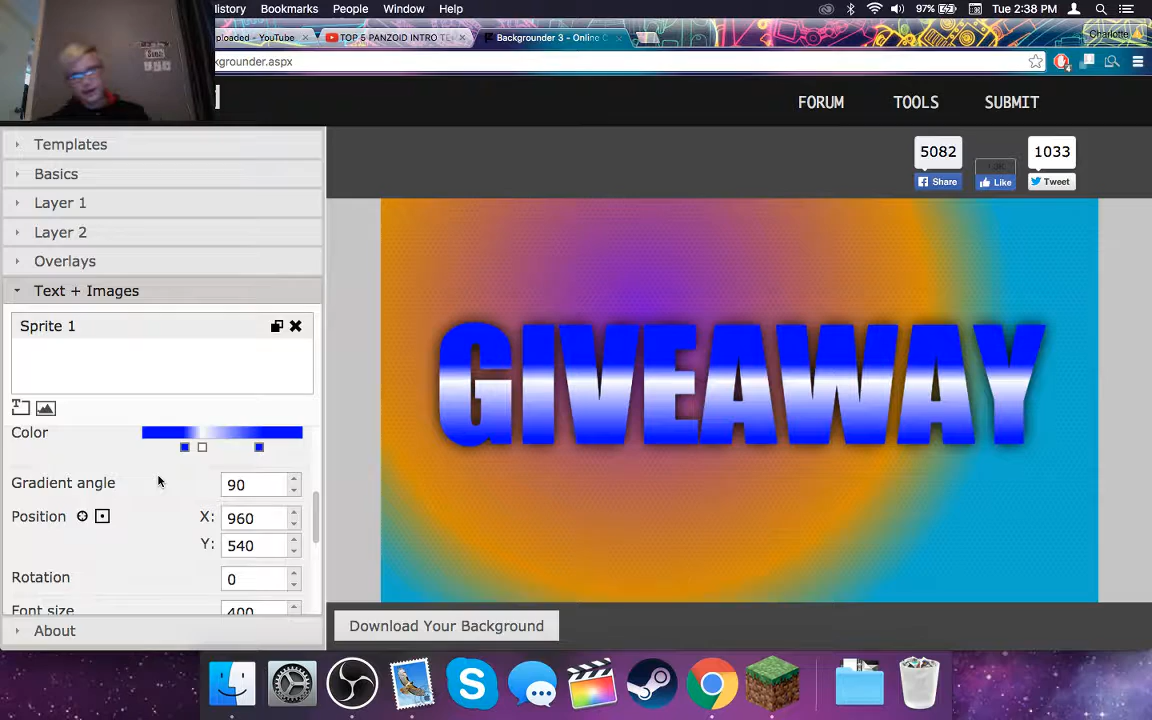 History Bookmarks People Window Help 97% Tue 2:38 PM
uploaded - YouTube TOP 5 PANZOID INTRO TE Backgrounder 3 - Online Charlotte
kgrounder.aspx
FORUM TOOLS SUBMIT
Templates
Basics
Layer 1
Layer 2
Overlays
Text + Images
Sprite 1
Color
Gradient angle 90
Position X: 960
Y: 540
Rotation 0
Font size 400
About
5082 1033
Share Like Tweet
GIVEAWAY
Download Your Background